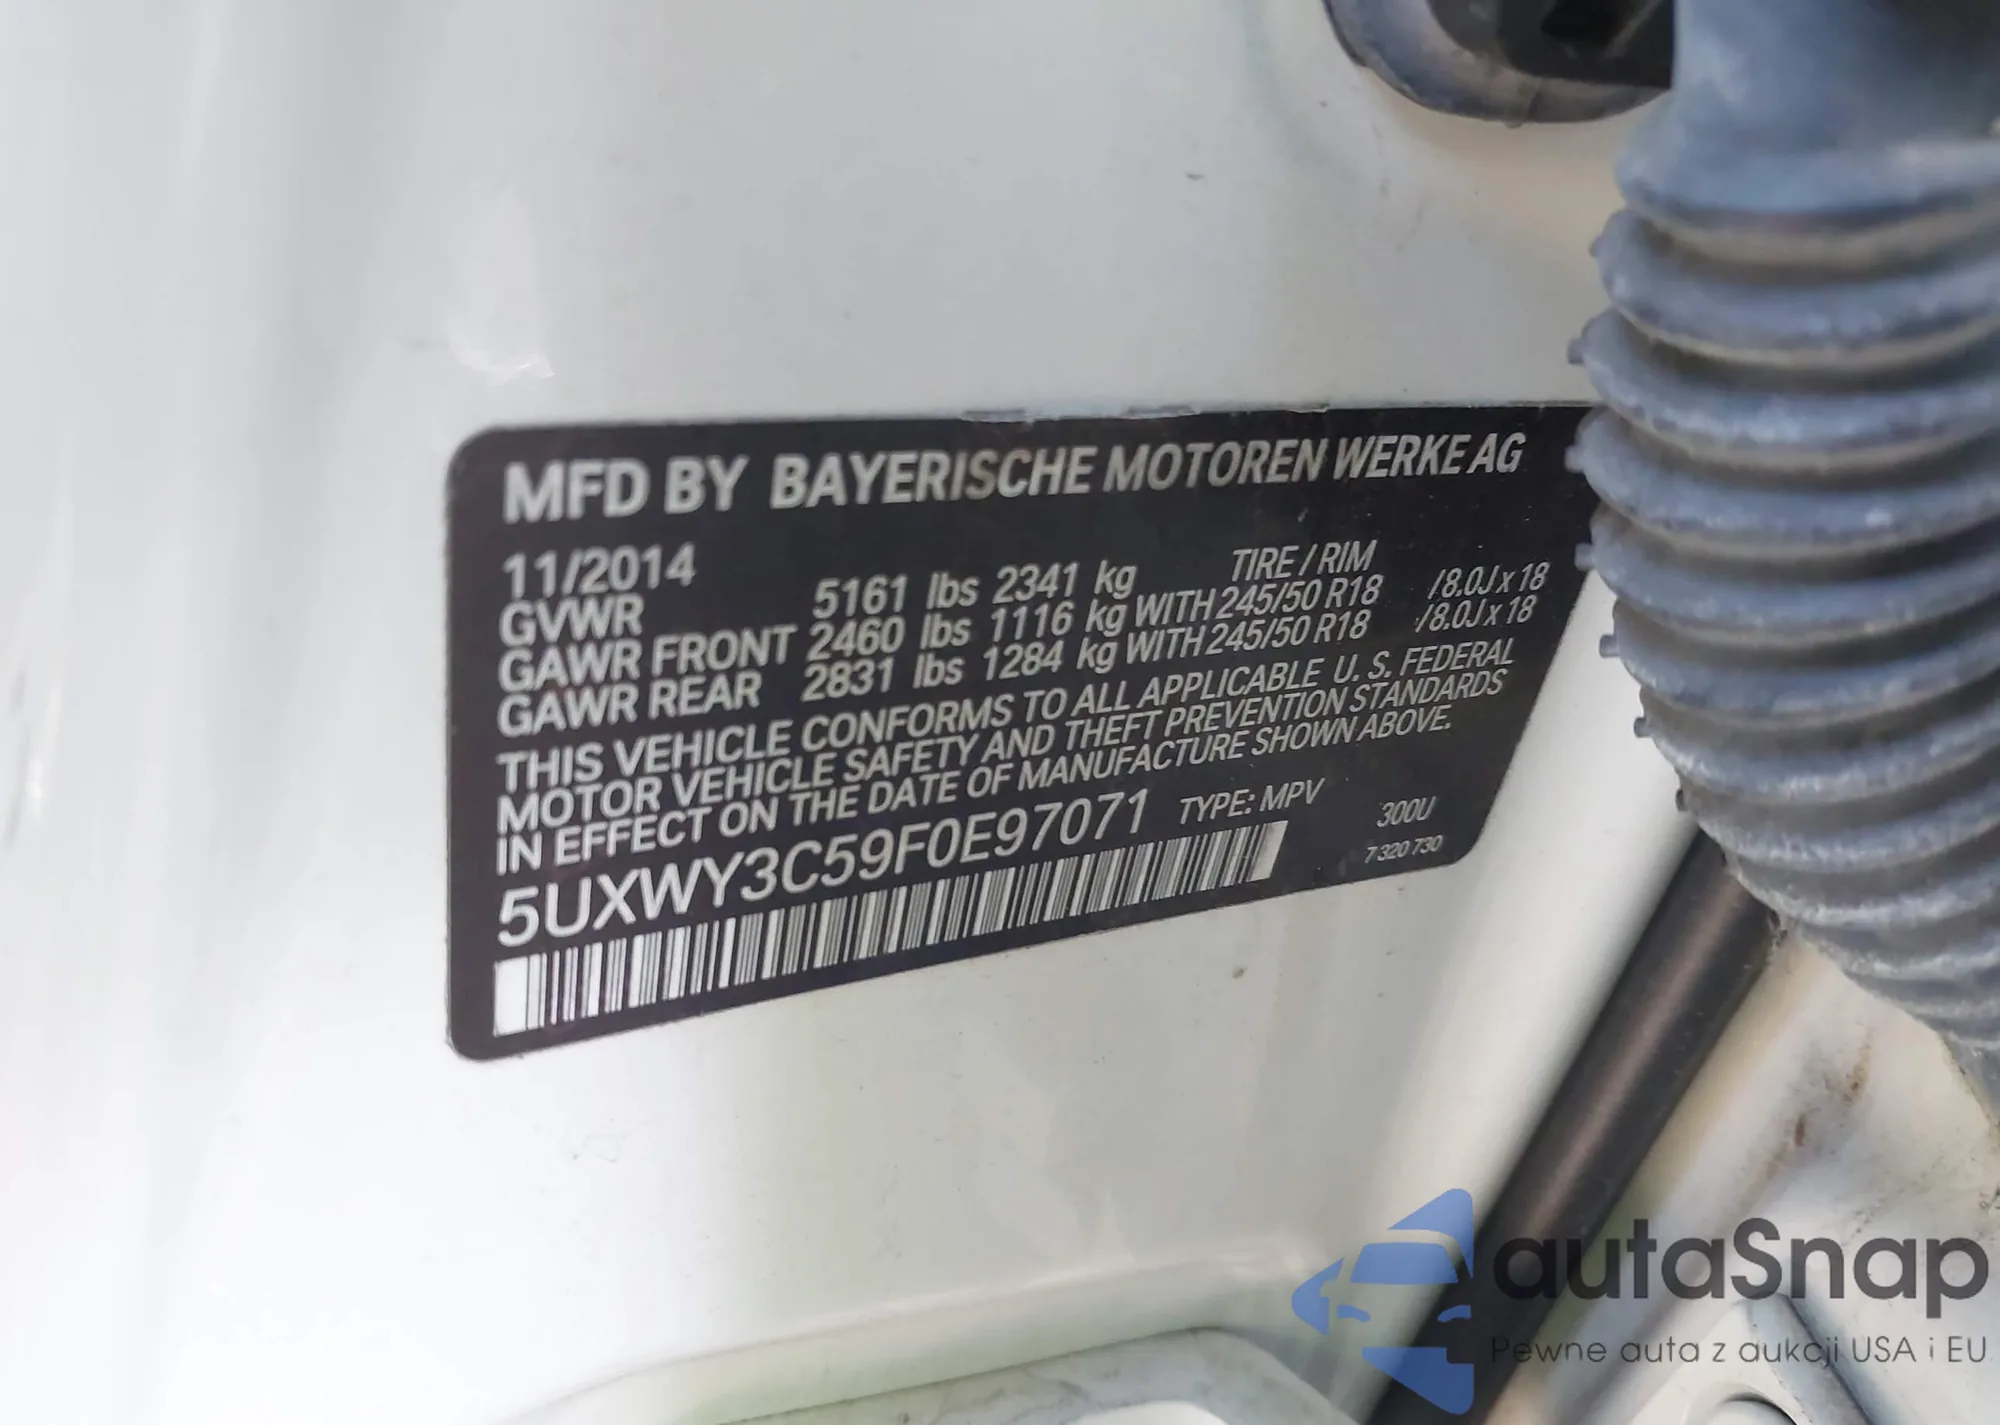 MFD BY BAYERISCHE MOTOREN WERKE AG
11/2014 TIRE / RIM
GVWR 5161 lbs 2341 kg
GAWR FRONT 2460 lbs 1116 kg WITH 245/50 R18 /8.0J x 18
GAWR REAR 2831 lbs 1284 kg WITH 245/50 R18 /8.0J x 18
THIS VEHICLE CONFORMS TO ALL APPLICABLE U. S. FEDERAL
MOTOR VEHICLE SAFETY AND THEFT PREVENTION STANDARDS
IN EFFECT ON THE DATE OF MANUFACTURE SHOWN ABOVE.
5UXWY3C59F0E97071 TYPE: MPV 300U
7 320 730
autaSnap
Pewne auta z aukcji USA i EU